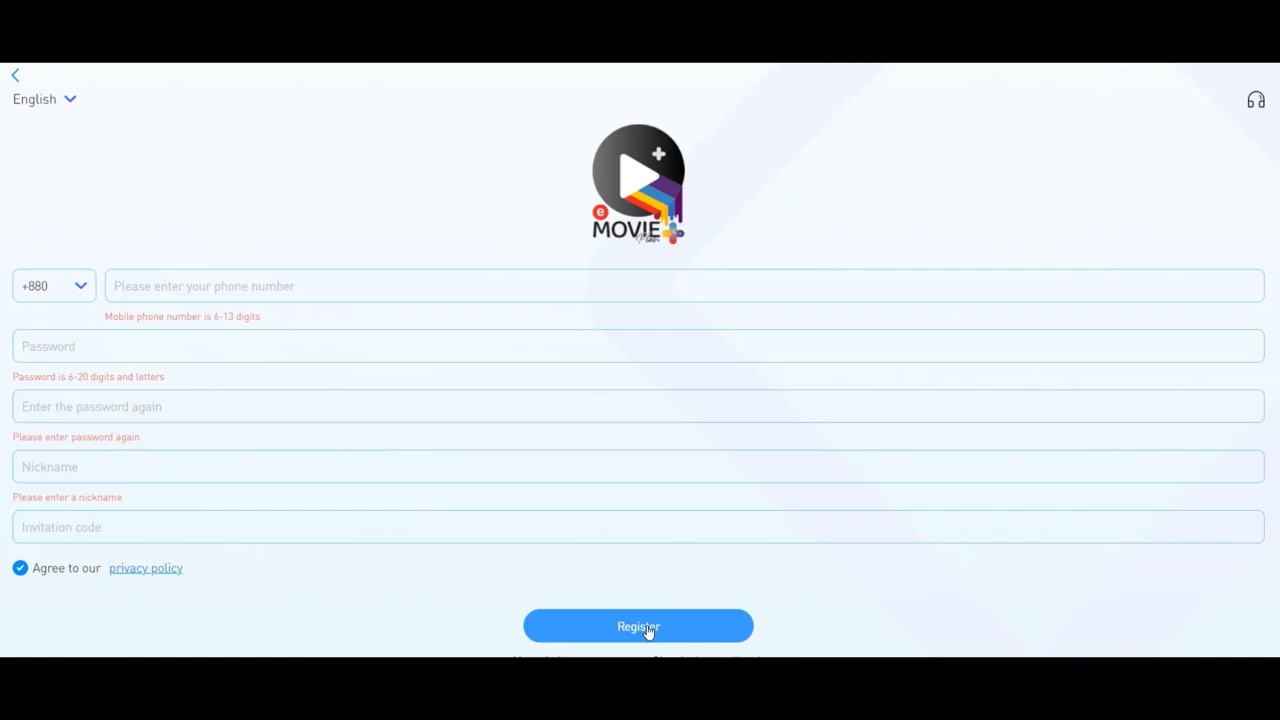 English
e
MOVIE
Plus
+880
Please enter your phone number
Mobile phone number is 6-13 digits
Password
Password is 6-20 digits and letters
Enter the password again
Please enter password again
Nickname
Please enter a nickname
Invitation code
Agree to our privacy policy
Register